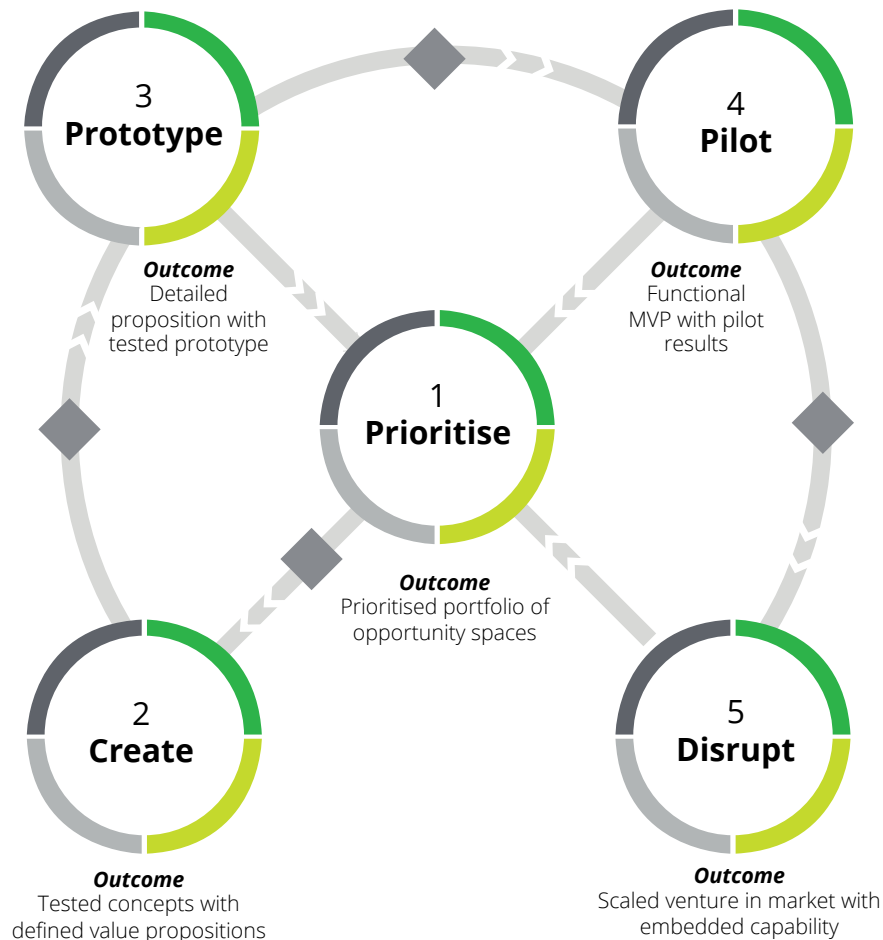 3
Prototype
Outcome
Detailed
proposition with
tested prototype
4
Pilot
Outcome
Functional
MVP with pilot
results
1
Prioritise
Outcome
Prioritised portfolio of
opportunity spaces
2
Create
Outcome
Tested concepts with
defined value propositions
5
Disrupt
Outcome
Scaled venture in market with
embedded capability